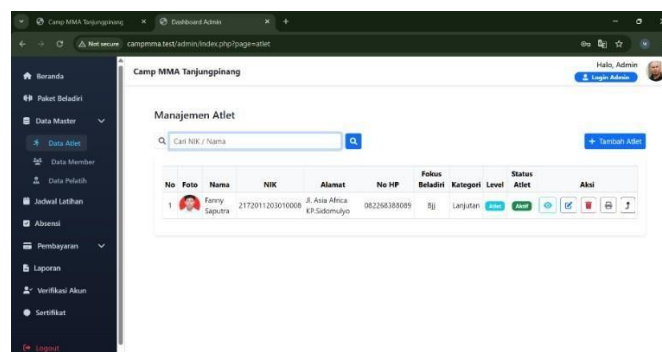 Camp MMA Tanjungpinang
Dashboard Admin
Not secure campmma.test/admin/index.php?page=atlet
Beranda
Paket Beladiri
Data Master
Data Atlet
Data Member
Data Pelatih
Jadwal Latihan
Absensi
Pembayaran
Laporan
Verifikasi Akun
Sertifikat
Logout
Camp MMA Tanjungpinang
Halo, Admin
Login Admin
Manajemen Atlet
Cari NIK / Nama
+ Tambah Atlet
No Foto Nama NIK Alamat No HP Fokus Beladiri Kategori Level Status Atlet Aksi
1 Fanny Saputra 2172011203010008 Jl. Asia Africa KP.Sidomulyo 082268388089 Bjj Lanjutan Atlet Aktif